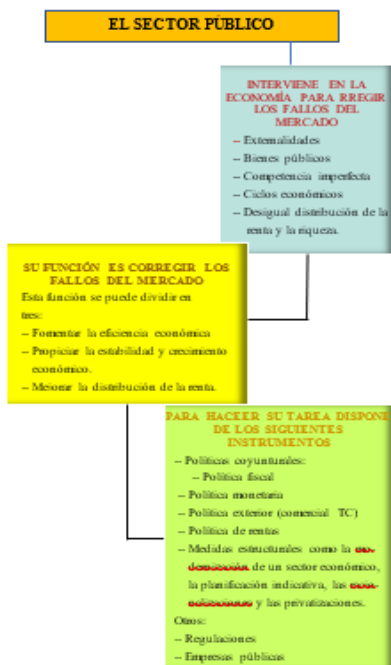 EL SECTOR PÚBLICO
INTERVIENE EN LA
ECONOMÍA PARA RREGIR
LOS FALLOS DEL
MERCADO
– Externalidades
– Bienes públicos
– Competencia imperfecta
– Ciclos económicos
– Desigual distribución de la
renta y la riqueza.
SU FUNCIÓN ES CORREGIR LOS
FALLOS DEL MERCADO
Esta función se puede dividir en
tres:
– Fomentar la eficiencia económica
– Propiciar la estabilidad y crecimiento
económico.
– Mejorar la distribución de la renta.
PARA HACEER SU TAREA DISPONE
DE LOS SIGUIENTES
INSTRUMENTOS
– Políticas coyunturales:
– Política fiscal
– Política monetaria
– Política exterior (comercial TC)
– Política de rentas
– Medidas estructurales como la
de un sector económico,
la planificación indicativa, las
y las privatizaciones.
Otros:
– Regulaciones
– Empresas públicas